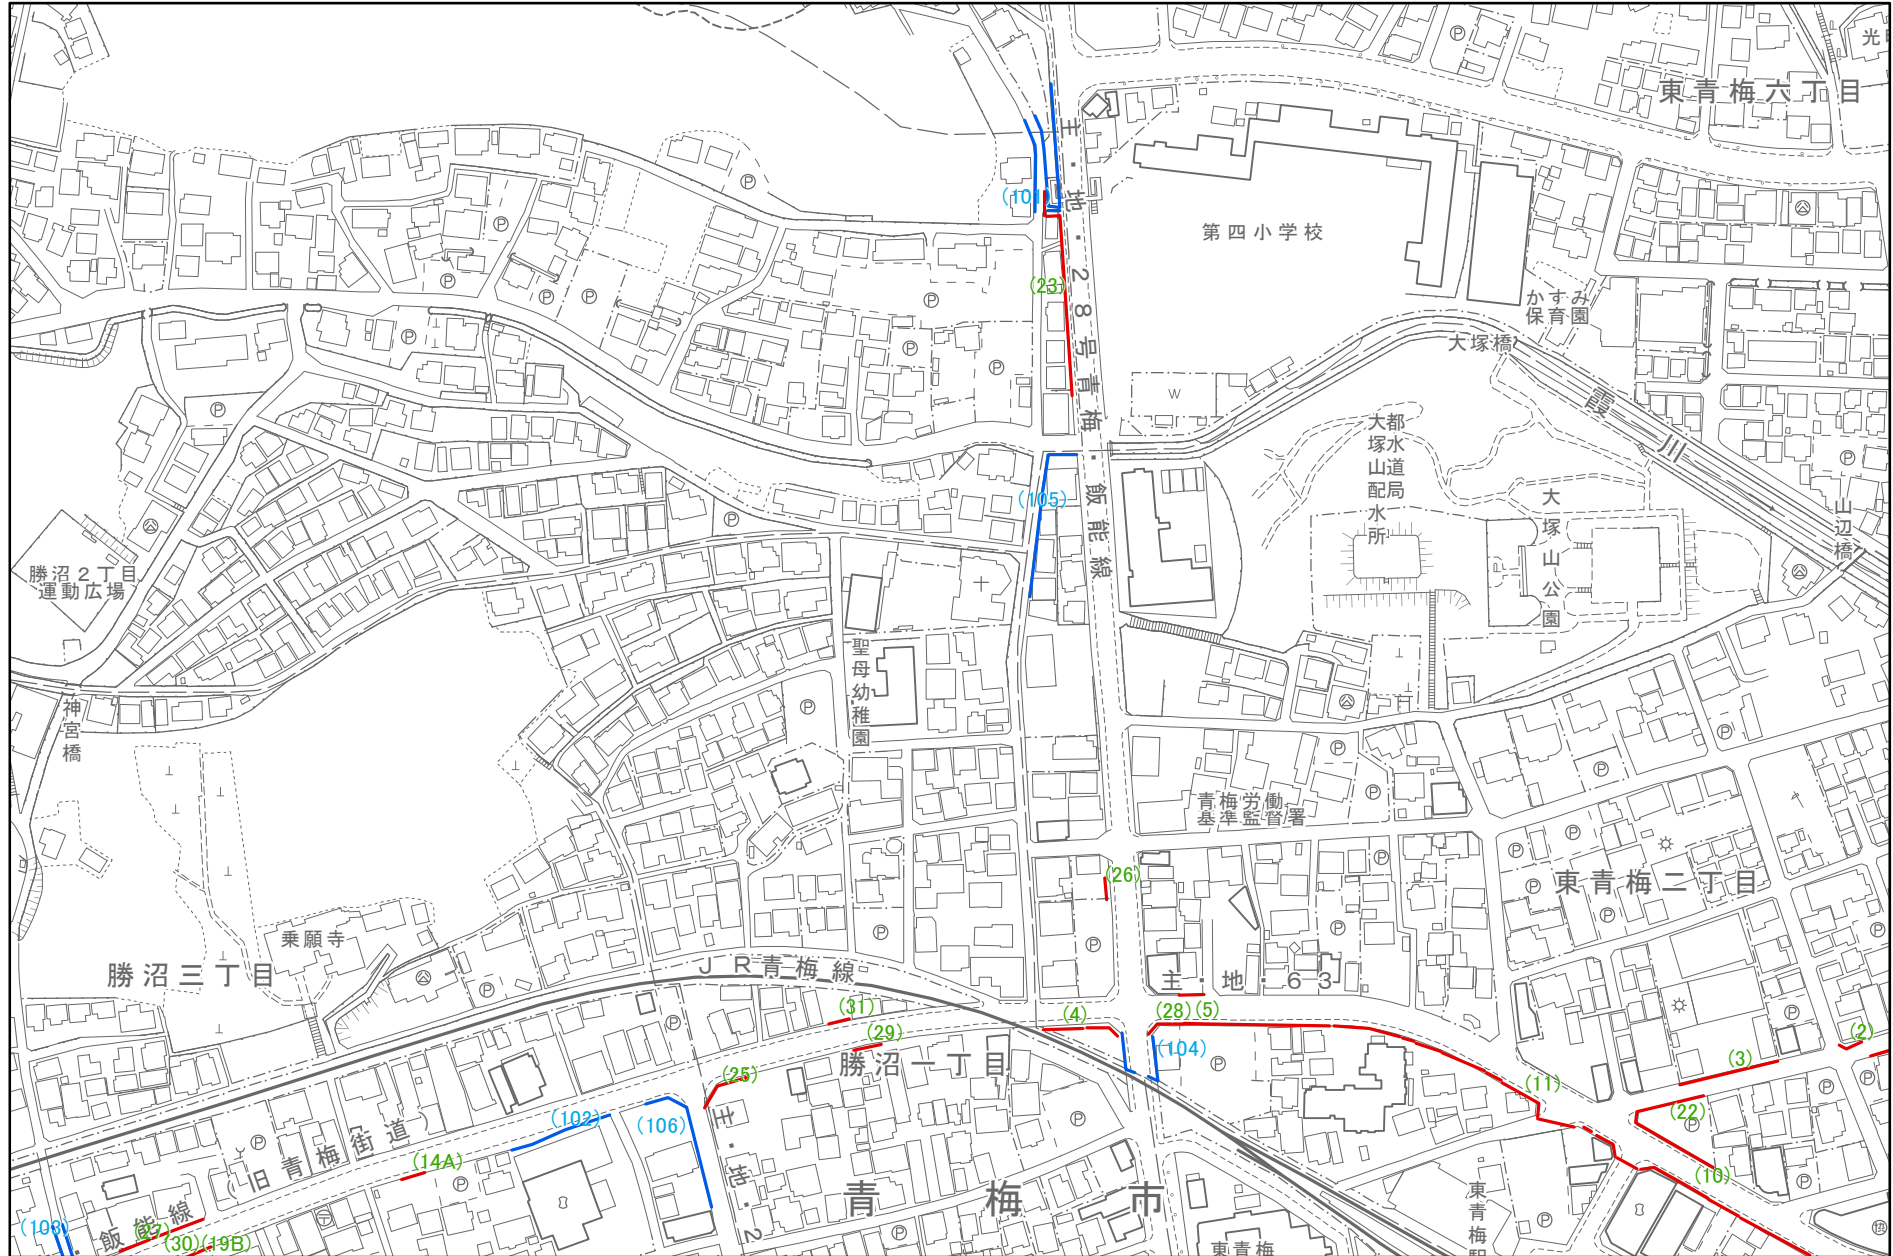 光
東青梅六丁目
主・地・28号青梅・飯能線
(101)
第四小学校
(23)
かすみ
保育園
大塚橋
霞川
W
都水道局
大塚山配水所
大塚山公園
山辺橋
(105)
勝沼2丁目
運動広場
聖母幼稚園
神宮橋
青梅労働
基準監督署
(26)
東青梅二丁目
乗願寺
勝沼三丁目
JR青梅線
主・地・63
(31)
(29)
(4)
(28)
(5)
(104)
勝沼一丁目
(2)
(3)
(11)
(22)
(25)
(102)
(106)
主・地・2
(14A)
(旧青梅街道)
・飯能線
(103)
(27)
(30)
(19B)
(10)
青梅市
東青梅駅
東青梅
P